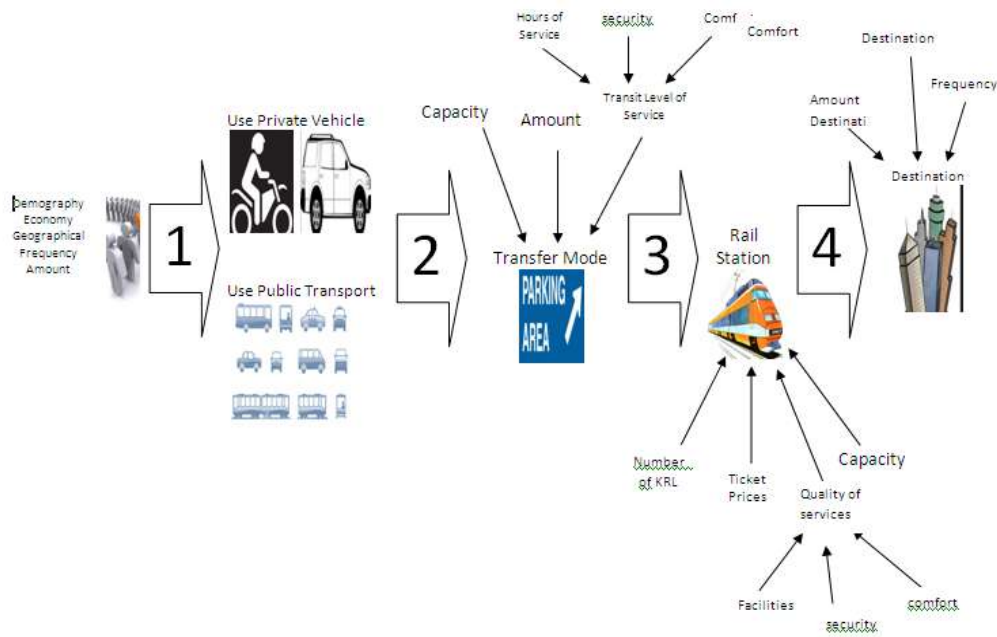 Hours of
Service
security
Comf
Comfort
Destination
Frequency
Amount
Destinati
Destination
Transit Level of
Service
Capacity
Amount
Use Private Vehicle
Demography
Economy
Geographical
Frequency
Amount
1
2
Transfer Mode
PARKING
AREA
3
Rail
Station
4
Use Public Transport
Number
of KRL
Ticket
Prices
Capacity
Quality of
services
Facilities
security
comfort